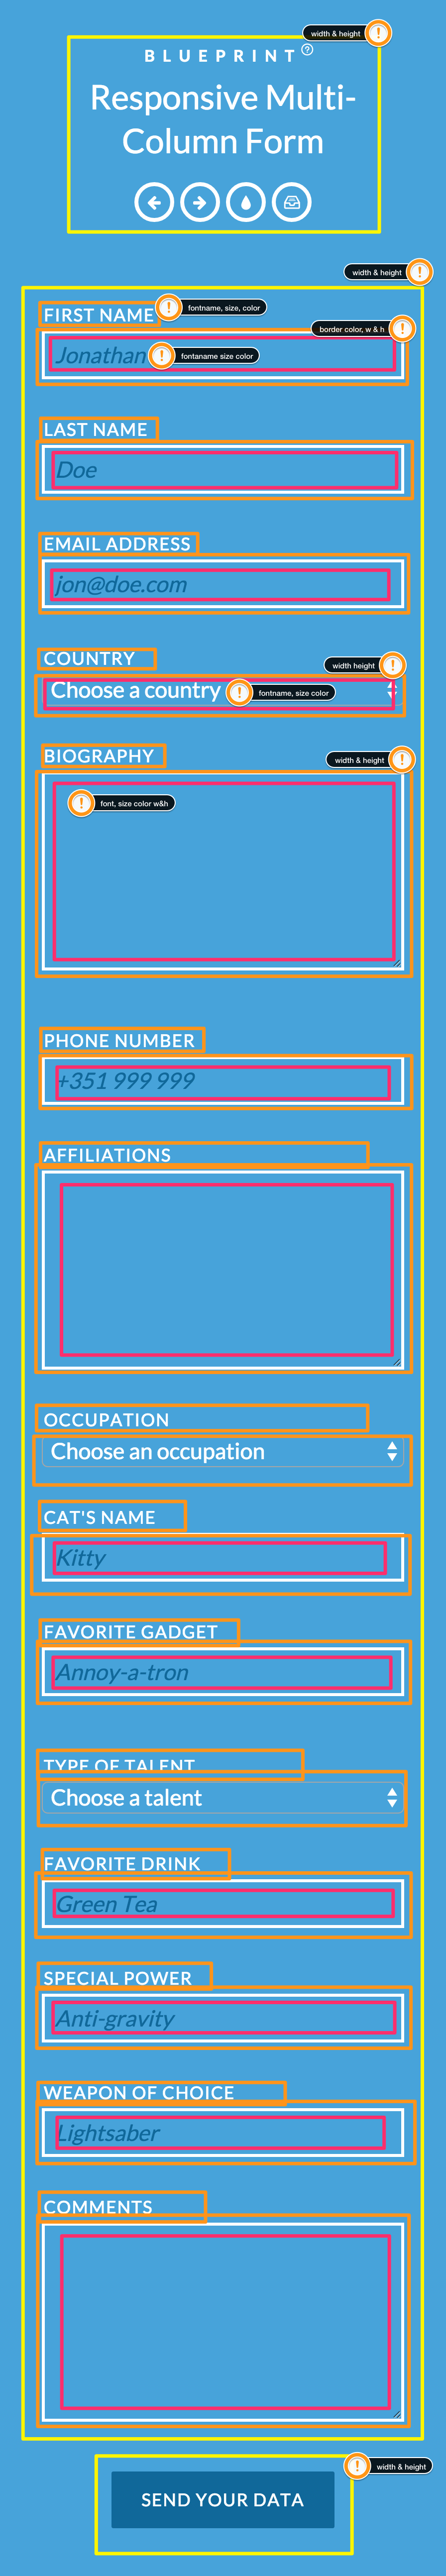 width & height
BLUEPRINT ?
Responsive Multi-
Column Form
width & height
FIRST NAME
fontname, size, color
border color, w & h
Jonathan
fontaname size color
LAST NAME
Doe
EMAIL ADDRESS
jon@doe.com
COUNTRY
width height
Choose a country
fontname, size color
BIOGRAPHY
width & height
font, size color w&h
PHONE NUMBER
+351 999 999
AFFILIATIONS
OCCUPATION
Choose an occupation
CAT'S NAME
Kitty
FAVORITE GADGET
Annoy-a-tron
TYPE OF TALENT
Choose a talent
FAVORITE DRINK
Green Tea
SPECIAL POWER
Anti-gravity
WEAPON OF CHOICE
Lightsaber
COMMENTS
width & height
SEND YOUR DATA